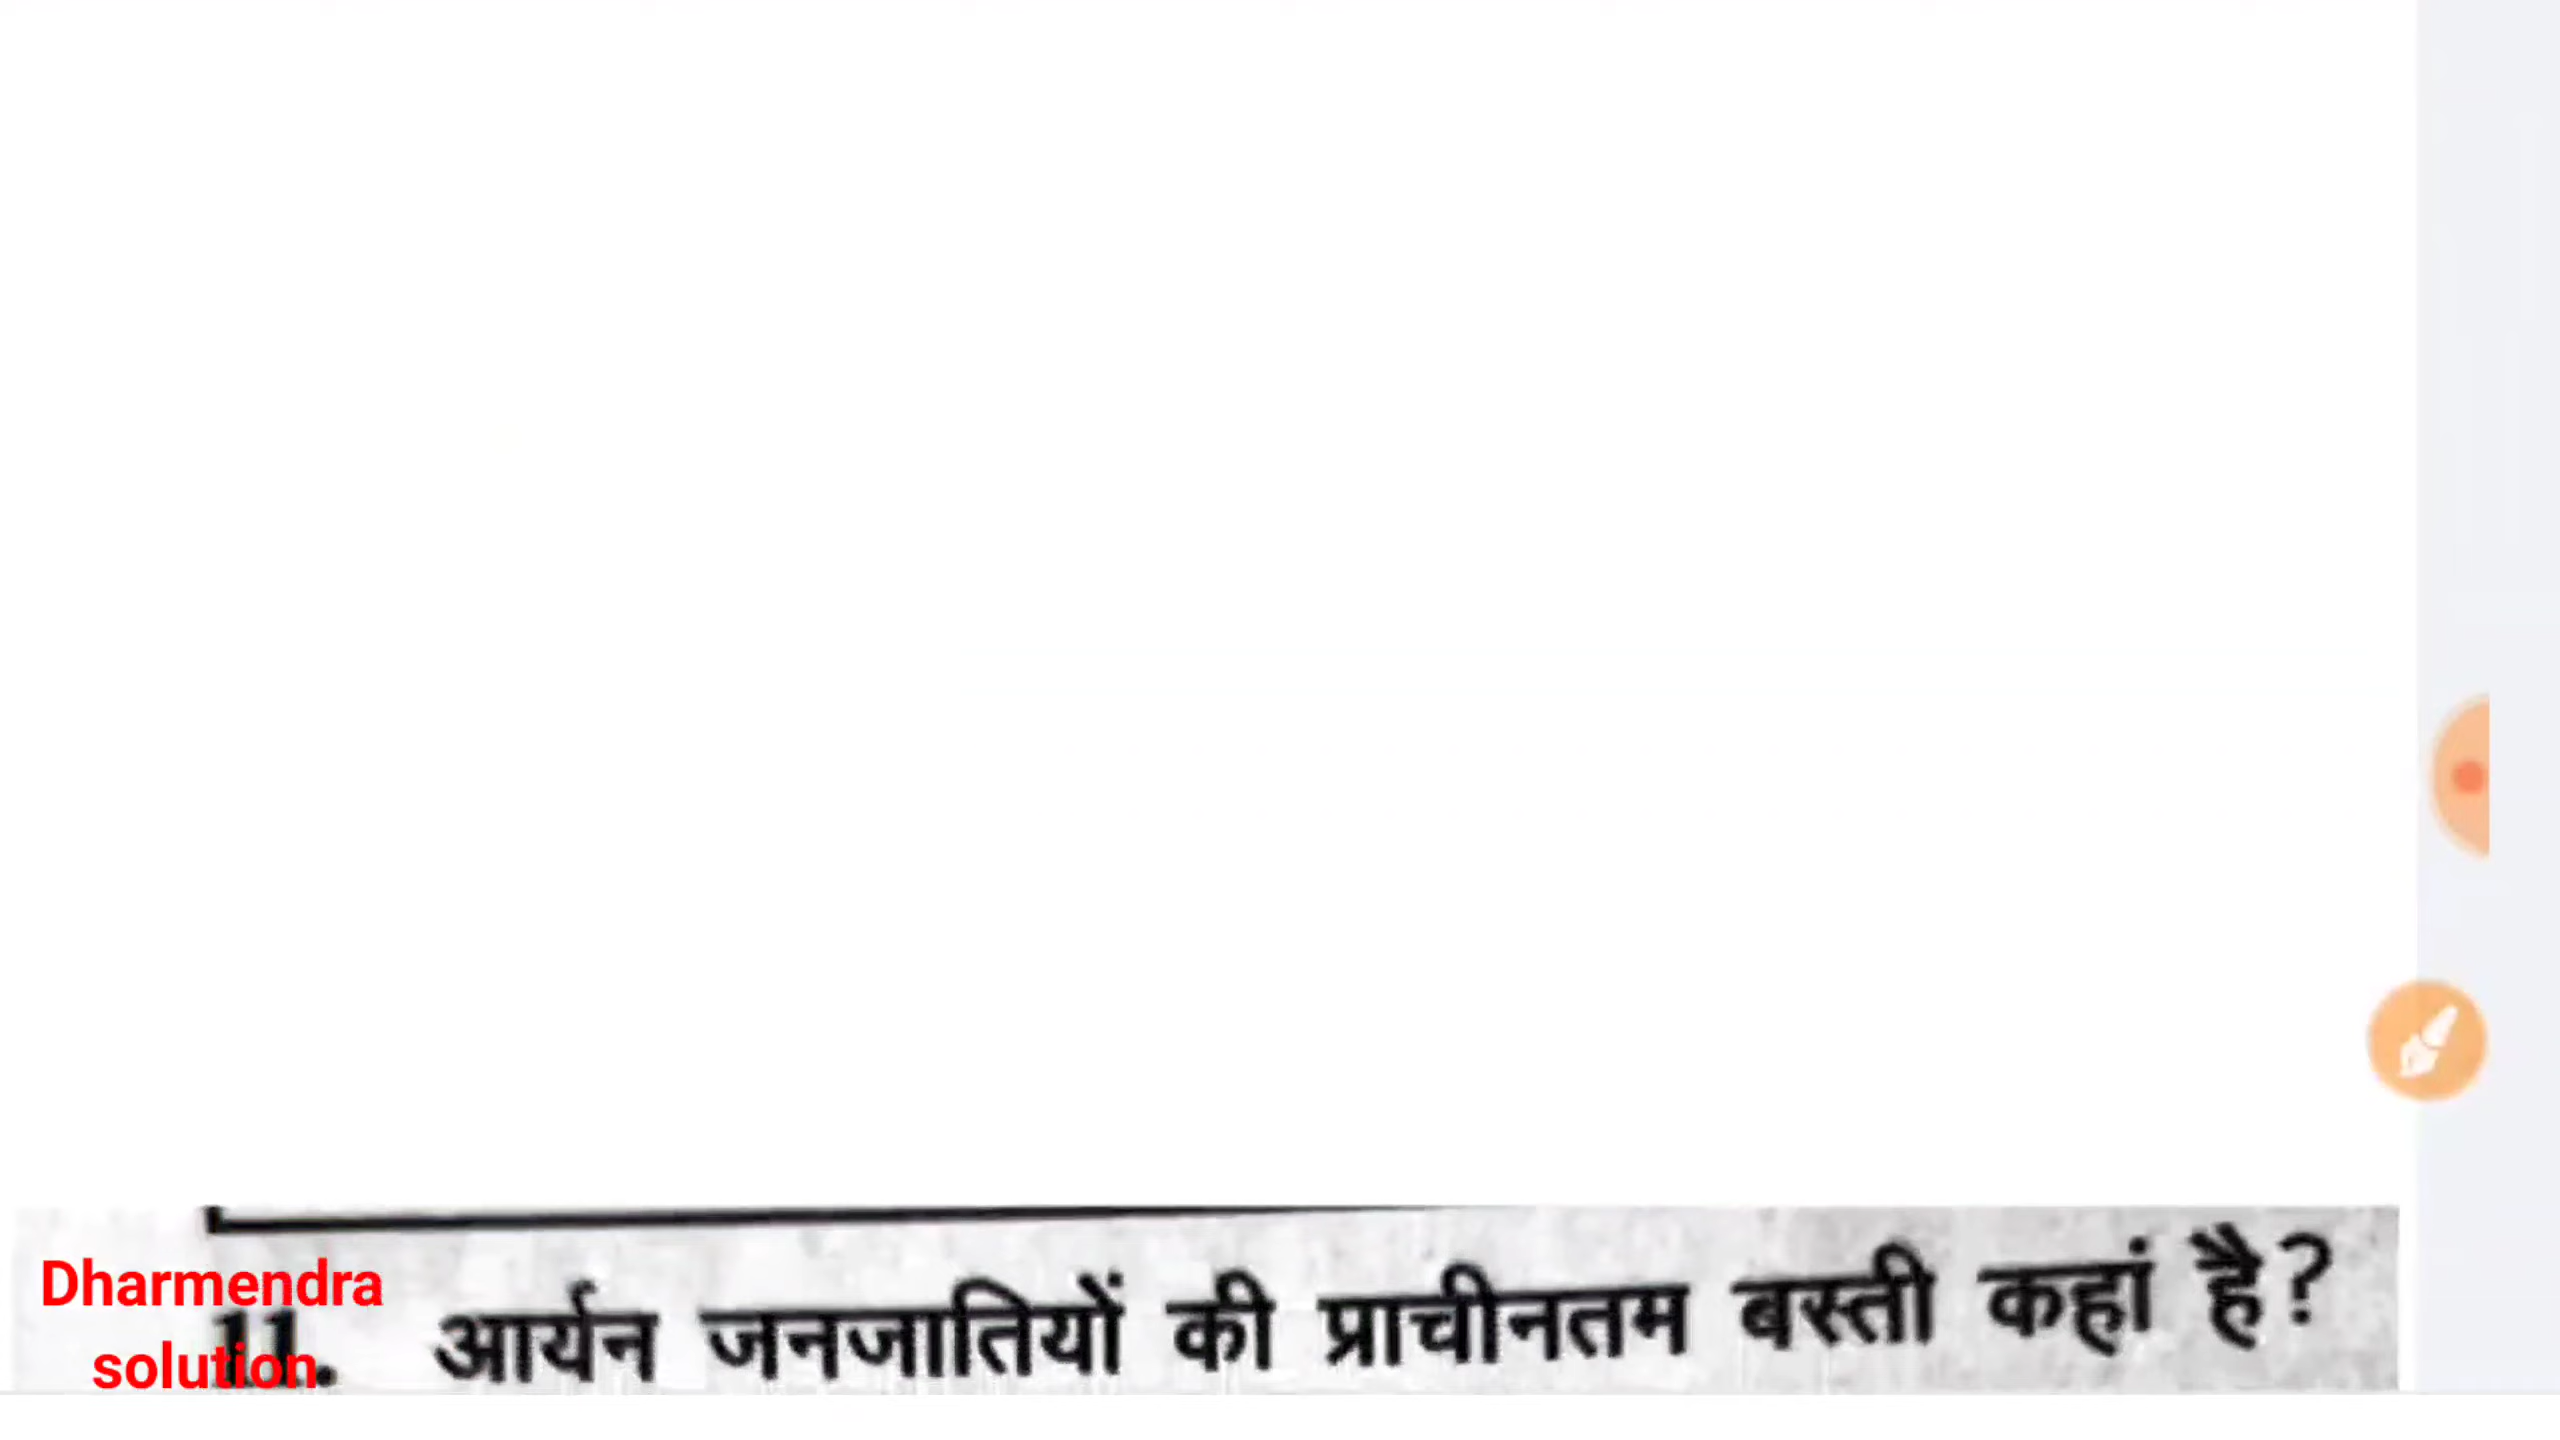 Dharmendra
solution
11. आर्यन जनजातियों की प्राचीनतम बस्ती कहां है?